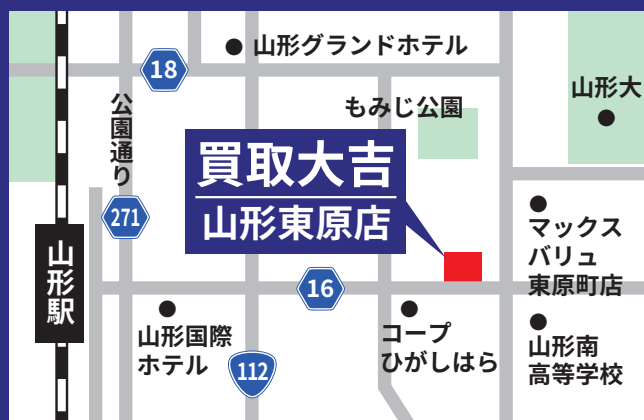 山形グランドホテル
18
山形大
もみじ公園
公園通り
買取大吉
山形東原店
271
マックス
バリュ
東原町店
山形駅
16
山形国際
ホテル
コープ
ひがしはら
山形南
高等学校
112